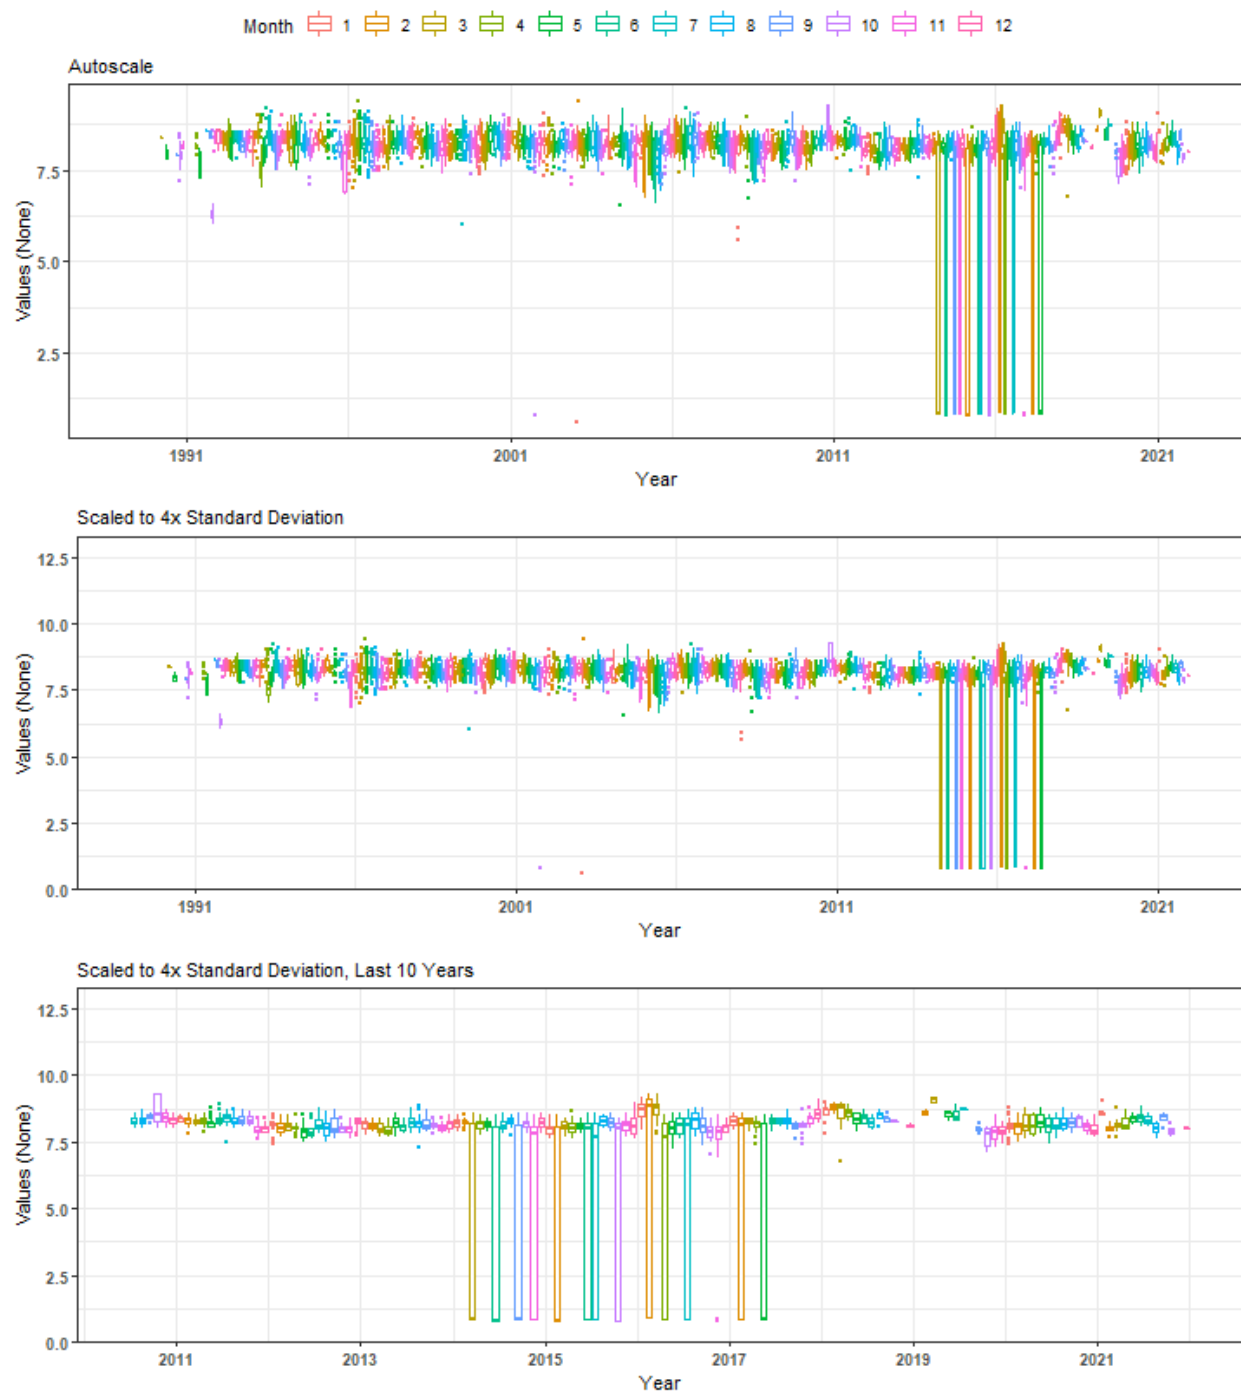 Month 1 2 3 4 5 6 7 8 9 10 11 12
Autoscale
Values (None)
7.5
5.0
2.5
1991 2001 2011 2021
Year
Scaled to 4x Standard Deviation
Values (None)
12.5
10.0
7.5
5.0
2.5
0.0
1991 2001 2011 2021
Year
Scaled to 4x Standard Deviation, Last 10 Years
Values (None)
12.5
10.0
7.5
5.0
2.5
0.0
2011 2013 2015 2017 2019 2021
Year